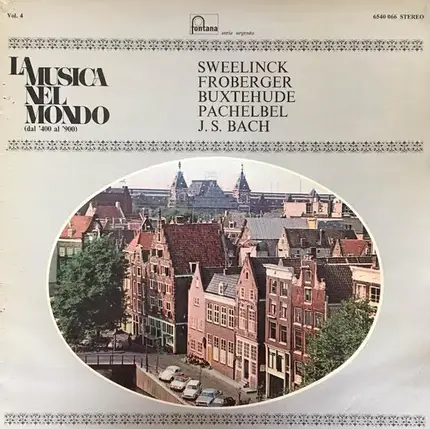 Vol. 4
fontana
serie argento
6540 066 STEREO
LA
MUSICA
NEL
MONDO
(dal '400 al '900)
SWEELINCK
FROBERGER
BUXTEHUDE
PACHELBEL
J. S. BACH